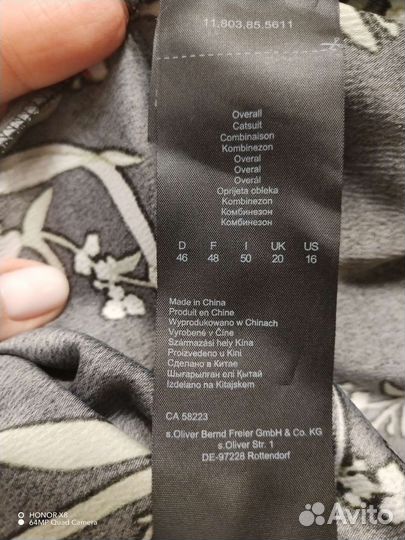 11.803.85.5611
Overall
Catsuit
Combinaison
Kombinezon
Overal
Overal
Overál
Oprijeta obleka
Kombinezon
Комбинезон
Комбинезон
D F I UK US
46 48 50 20 16
Made in China
Produit en Chine
Wyprodukowano w Chinach
Vyrobené v Číne
Származási hely Kína
Proizvedeno u Kini
Сделано в Китае
Шығарылған елі Қытай
Izdelano na Kitajskem
CA 58223
s.Oliver Bernd Freier GmbH & Co. KG
s.Oliver Str. 1
DE-97228 Rottendorf
HONOR X8
64MP Quad Camera
Avito